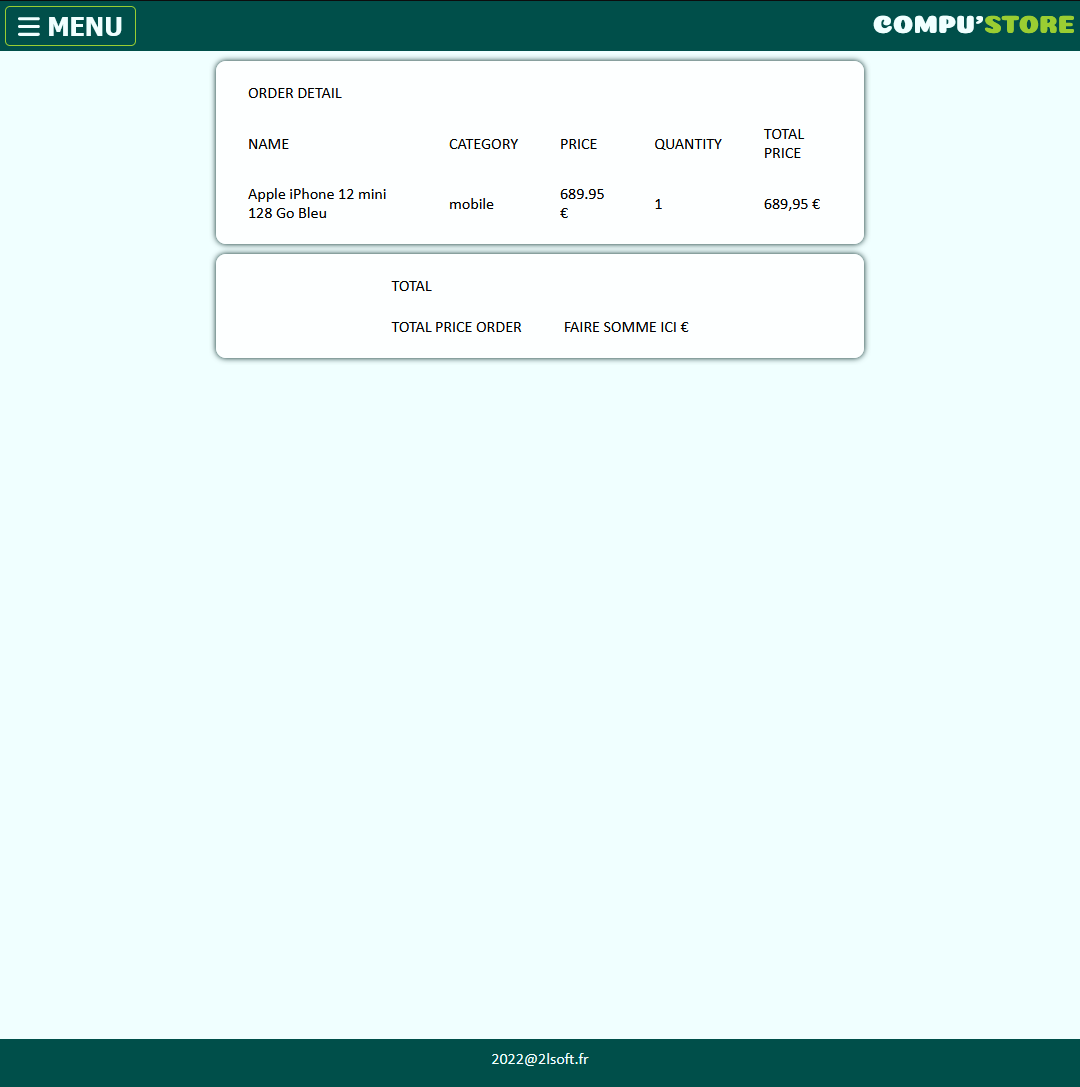 MENU
COMPU'STORE
ORDER DETAIL
NAME CATEGORY PRICE QUANTITY TOTAL PRICE
Apple iPhone 12 mini 128 Go Bleu mobile 689.95 € 1 689,95 €
TOTAL
TOTAL PRICE ORDER FAIRE SOMME ICI €
2022@2lsoft.fr